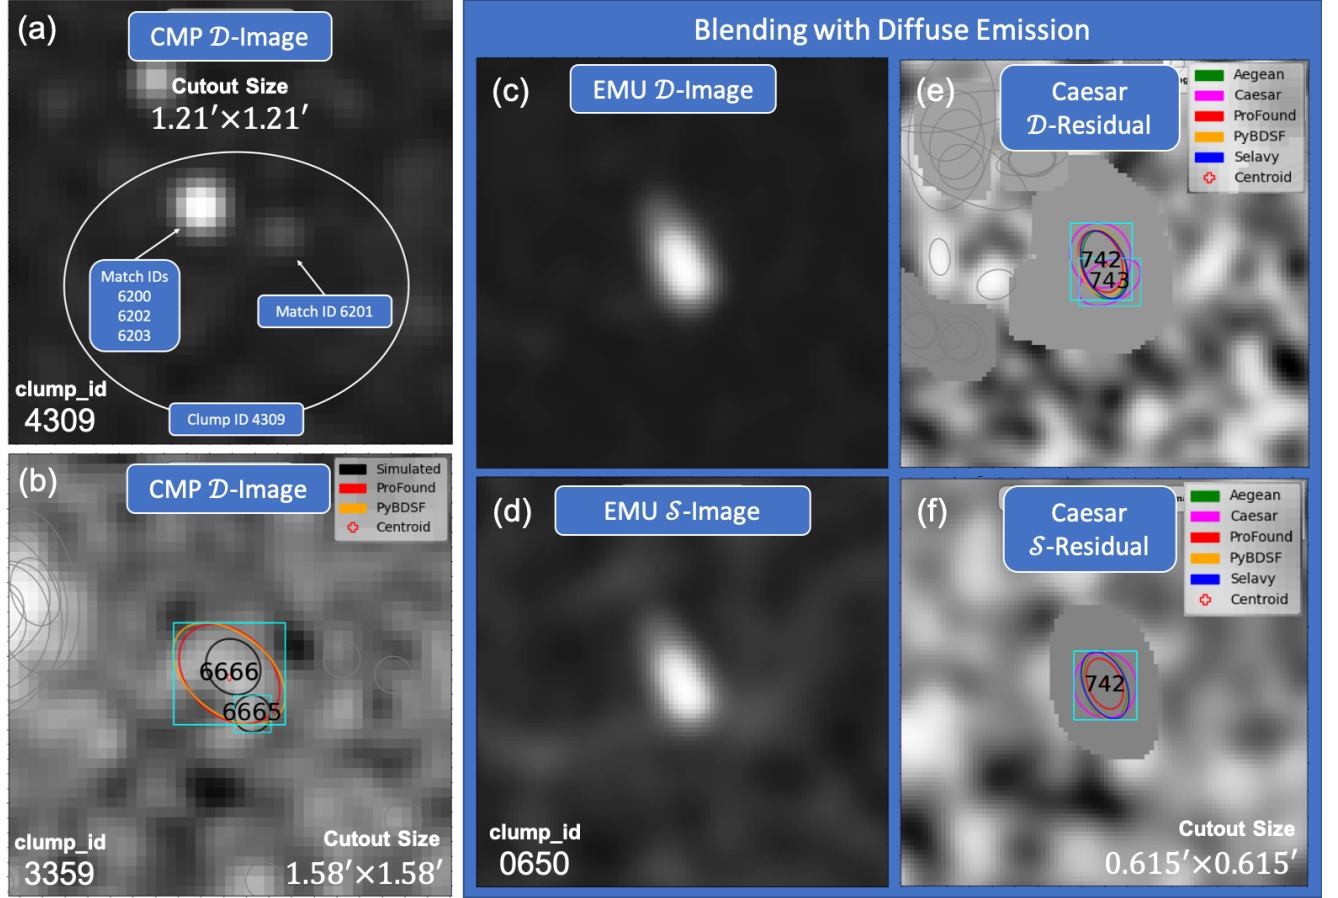 (a)
CMP 𝒟-Image
Cutout Size
1.21′×1.21′
Match IDs
6200
6202
6203
Match ID 6201
clump_id
4309
Clump ID 4309
(b)
CMP 𝒟-Image
Simulated
ProFound
PyBDSF
Centroid
6666
6665
clump_id
3359
Cutout Size
1.58′×1.58′
Blending with Diffuse Emission
(c)
EMU 𝒟-Image
(e)
Caesar
𝒟-Residual
Aegean
Caesar
ProFound
PyBDSF
Selavy
Centroid
742
743
(d)
EMU 𝒮-Image
clump_id
0650
(f)
Caesar
𝒮-Residual
Aegean
Caesar
ProFound
PyBDSF
Selavy
Centroid
742
Cutout Size
0.615′×0.615′